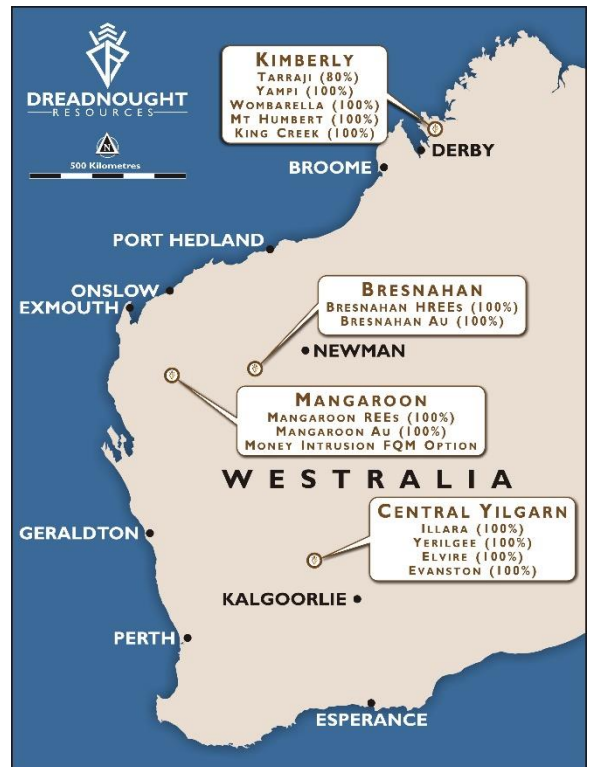 DREADNOUGHT
RESOURCES
N
500 Kilometres
KIMBERLY
TARRAJI (80%)
YAMPI (100%)
WOMBARELLA (100%)
MT HUMBERT (100%)
KING CREEK (100%)
DERBY
BROOME
PORT HEDLAND
ONSLOW
EXMOUTH
BRESNAHAN
BRESNAHAN HREES (100%)
BRESNAHAN AU (100%)
NEWMAN
MANGAROON
MANGAROON REES (100%)
MANGAROON AU (100%)
MONEY INTRUSION FQM OPTION
WESTRALIA
CENTRAL YILGARN
ILLARA (100%)
YERILGEE (100%)
ELVIRE (100%)
EVANSTON (100%)
GERALDTON
KALGOORLIE
PERTH
ESPERANCE